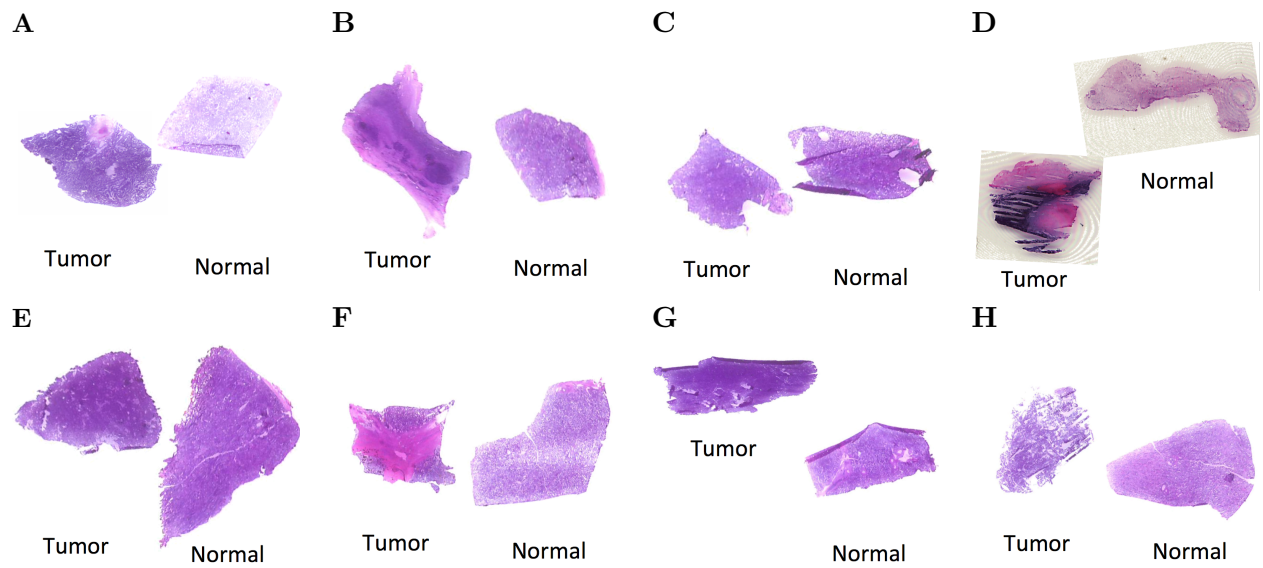 A B C D
Normal
Tumor Normal Tumor Normal Tumor Normal Tumor
E F G H
Tumor
Tumor Normal Tumor Normal Normal Tumor Normal